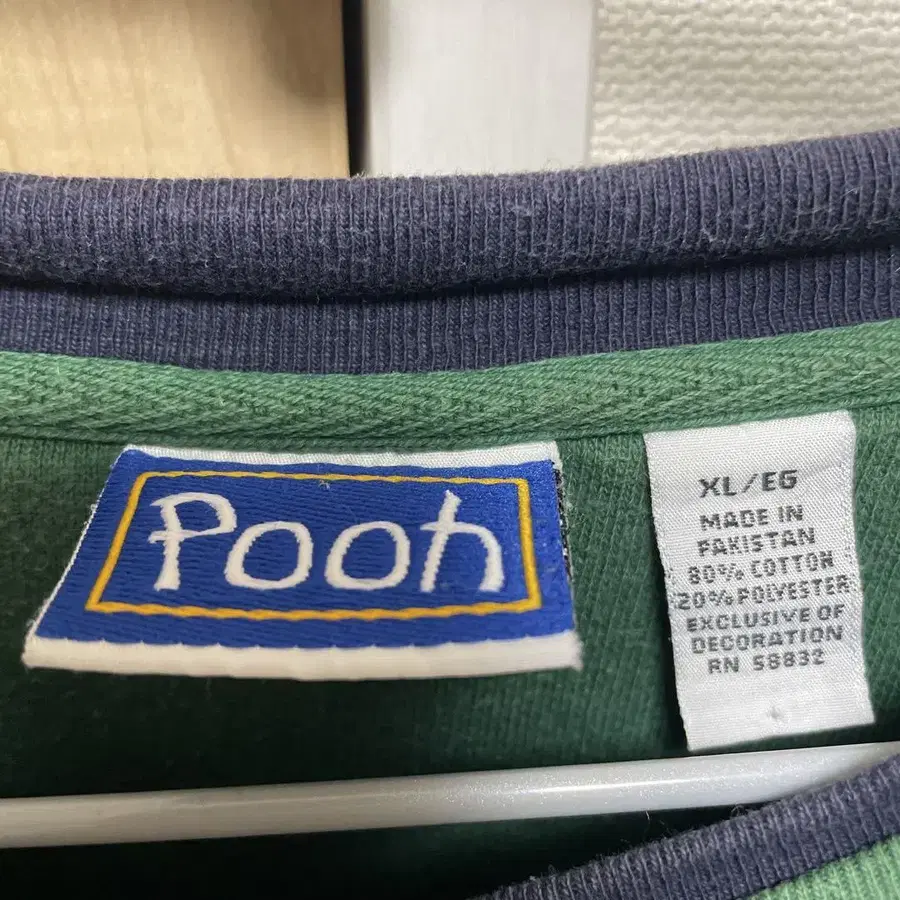 Pooh
XL/EG
MADE IN
PAKISTAN
80% COTTON
20% POLYESTER
EXCLUSIVE OF
DECORATION
RN 58832